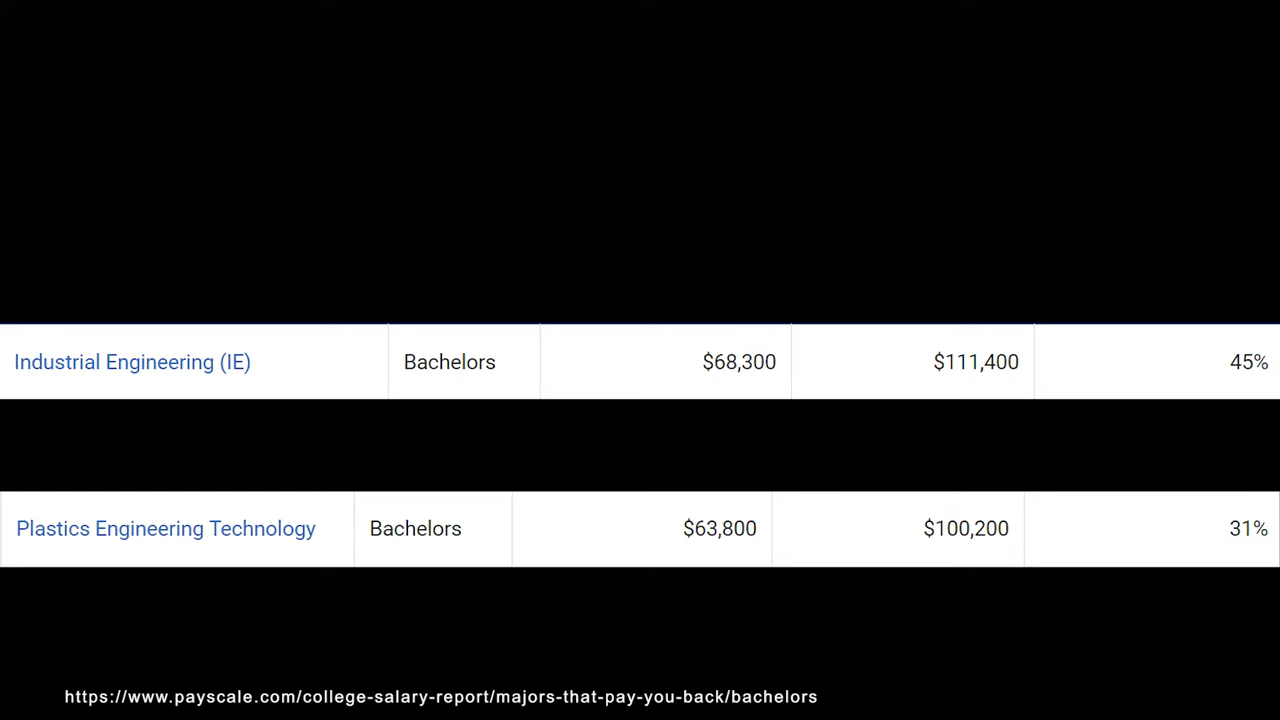 Industrial Engineering (IE) Bachelors $68,300 $111,400 45%
Plastics Engineering Technology Bachelors $63,800 $100,200 31%
https://www.payscale.com/college-salary-report/majors-that-pay-you-back/bachelors